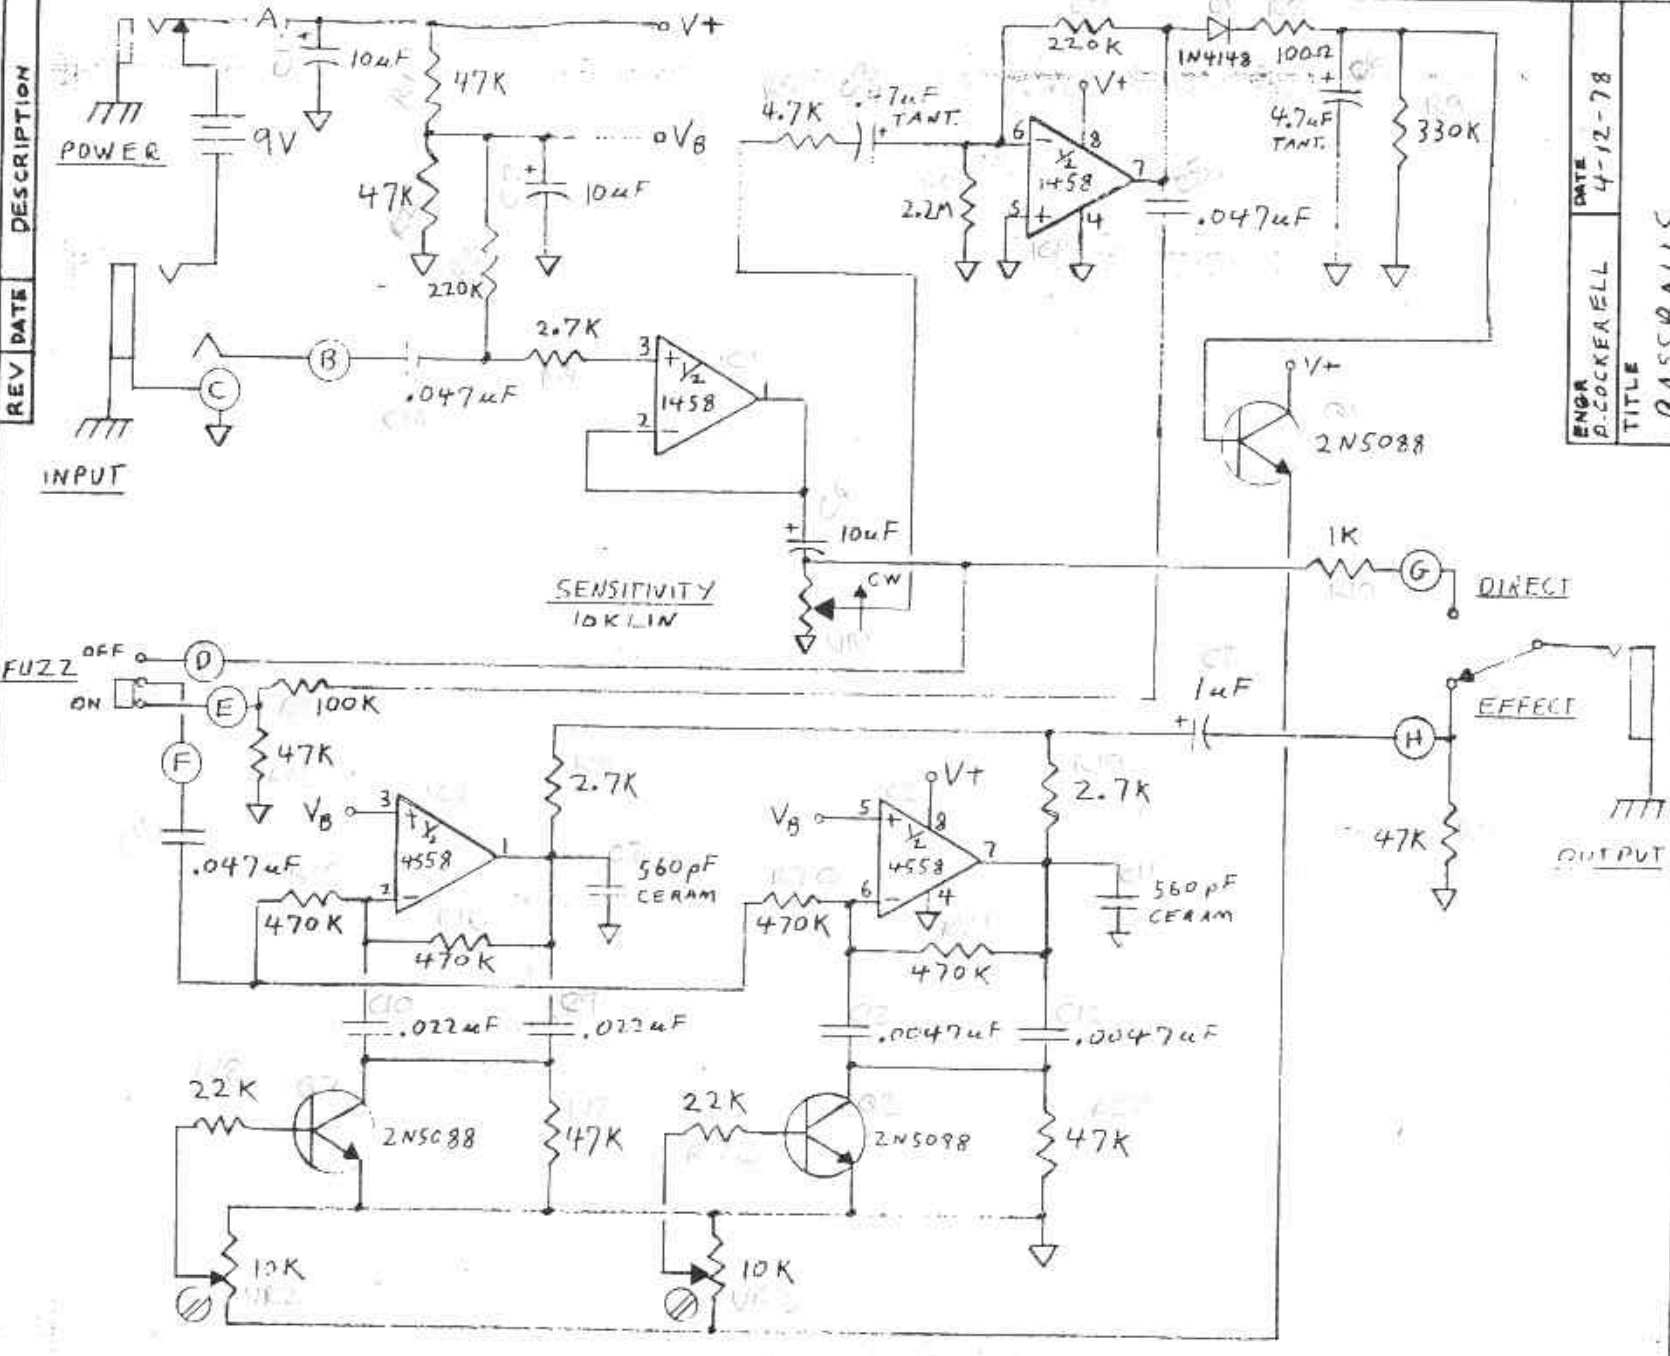 REV DATE DESCRIPTION
ENGR
D. COCKERELL
DATE
4-12-78
TITLE
A
10uF
V+
47K
POWER
9V
47K
VB
10uF
220K
B
C
.047uF
2.7K
INPUT
3
+
½
1458
1
2
-
10uF
SENSITIVITY
10K LIN
CW
4.7K
.47uF
TANT.
+
220K
1N4148
100Ω
V+
6
-
8
½
1458
7
5
+
4
2.2M
.047uF
4.7uF
TANT.
+
330K
V+
2N5088
1K
G
DIRECT
EFFECT
OUTPUT
1uF
+
H
47K
FUZZ
OFF
D
ON
E
100K
F
47K
.047uF
VB
3
+
½
4558
1
2
-
2.7K
560pF
CERAM
470K
470K
.022uF
.022uF
22K
2N5088
47K
10K
VB
5
+
½
4558
V+
8
7
6
-
4
2.7K
560pF
CERAM
470K
470K
.0047uF
.0047uF
22K
2N5088
47K
10K